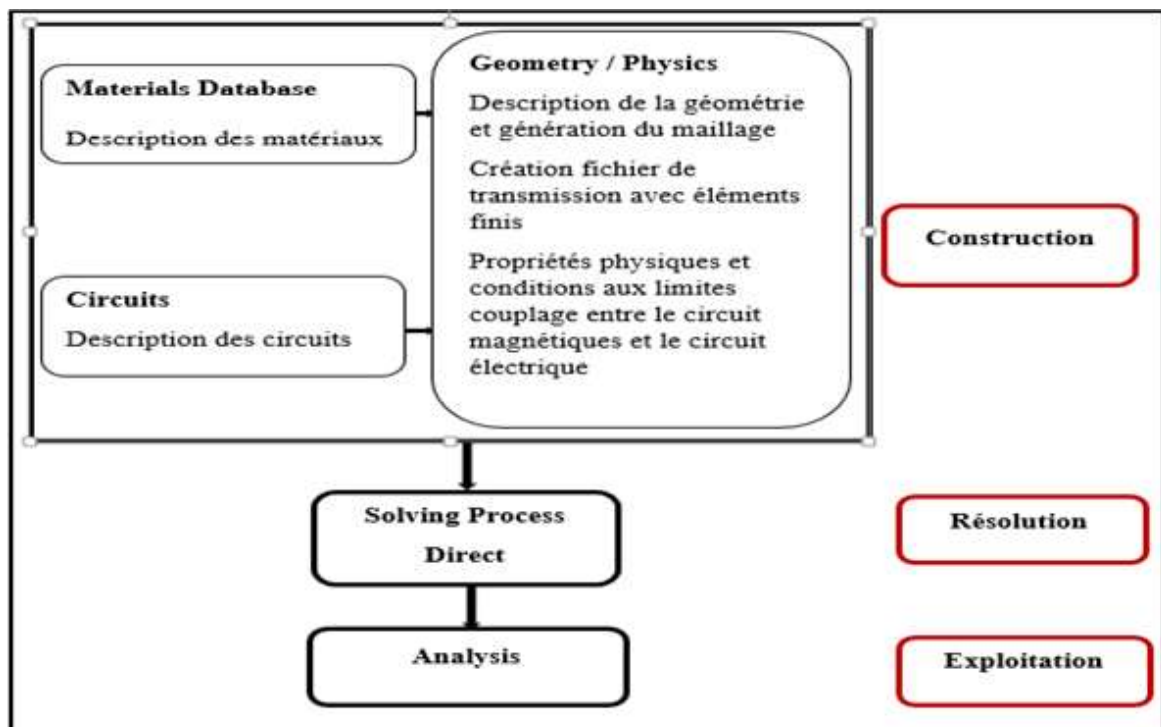 Materials Database
Description des matériaux
Circuits
Description des circuits
Geometry / Physics
Description de la géométrie
et génération du maillage
Création fichier de
transmission avec éléments
finis
Propriétés physiques et
conditions aux limites
couplage entre le circuit
magnétiques et le circuit
électrique
Construction
Solving Process
Direct
Résolution
Analysis
Exploitation